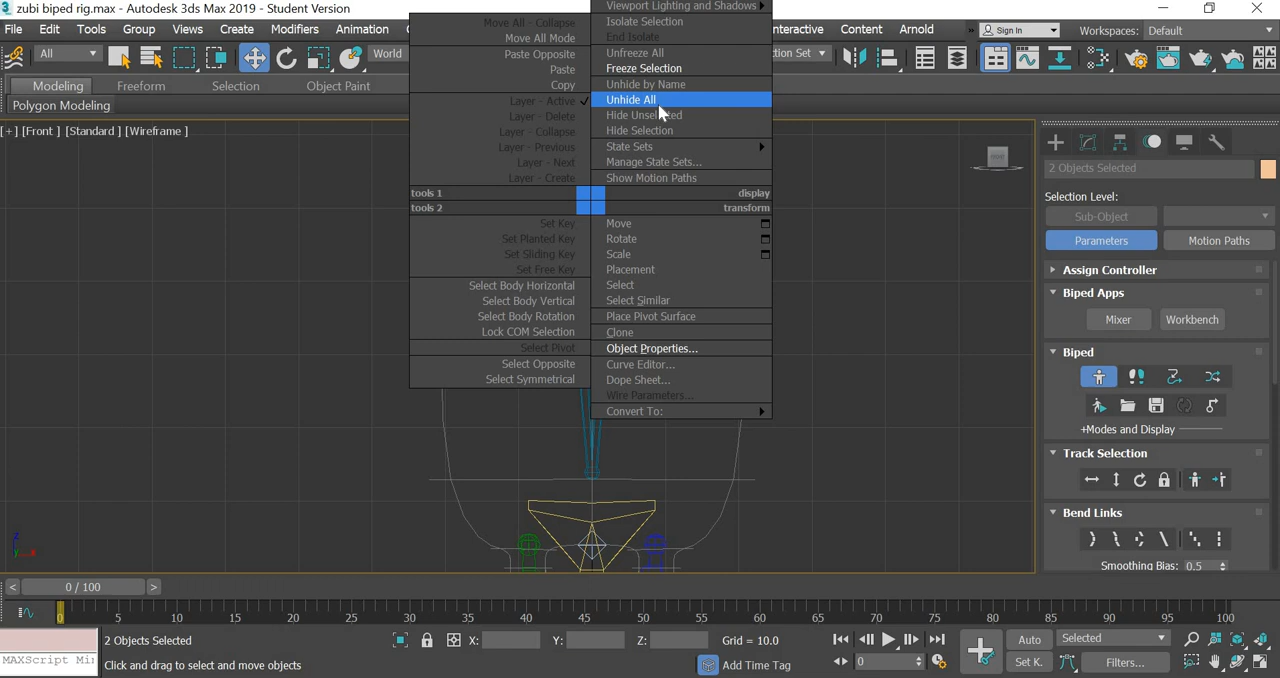 zubi biped rig.max - Autodesk 3ds Max 2019 - Student Version
File Edit Tools Group Views Create Modifiers Animation
nteractive Content Arnold » Sign In Workspaces: Default
All World
ction Set
Modeling Freeform Selection Object Paint
Polygon Modeling
[+] [Front ] [Standard ] [Wireframe ]
FRONT
Move All - Collapse
Move All Mode
Paste Opposite
Paste
Copy
Layer - Active
Layer - Delete
Layer - Collapse
Layer - Previous
Layer - Next
Layer - Create
tools 1
tools 2
Set Key
Set Planted Key
Set Sliding Key
Set Free Key
Select Body Horizontal
Select Body Vertical
Select Body Rotation
Lock COM Selection
Select Pivot
Select Opposite
Select Symmetrical
Viewport Lighting and Shadows
Isolate Selection
End Isolate
Unfreeze All
Freeze Selection
Unhide by Name
Unhide All
Hide Unselected
Hide Selection
State Sets
Manage State Sets...
Show Motion Paths
display
transform
Move
Rotate
Scale
Placement
Select
Select Similar
Place Pivot Surface
Clone
Object Properties...
Curve Editor...
Dope Sheet...
Wire Parameters...
Convert To:
2 Objects Selected
Selection Level:
Sub-Object
Parameters Motion Paths
Assign Controller
Biped Apps
Mixer Workbench
Biped
+Modes and Display
Track Selection
Bend Links
Smoothing Bias: 0.5
z
y x
< 0 / 100 >
0 5 10 15 20 25 30 35 40 45 50 55 60 65 70 75 80 85 90 95 100
MAXScript Mi
2 Objects Selected X: Y: Z: Grid = 10.0
Click and drag to select and move objects
Add Time Tag
0
Auto Selected
Set K. Filters...